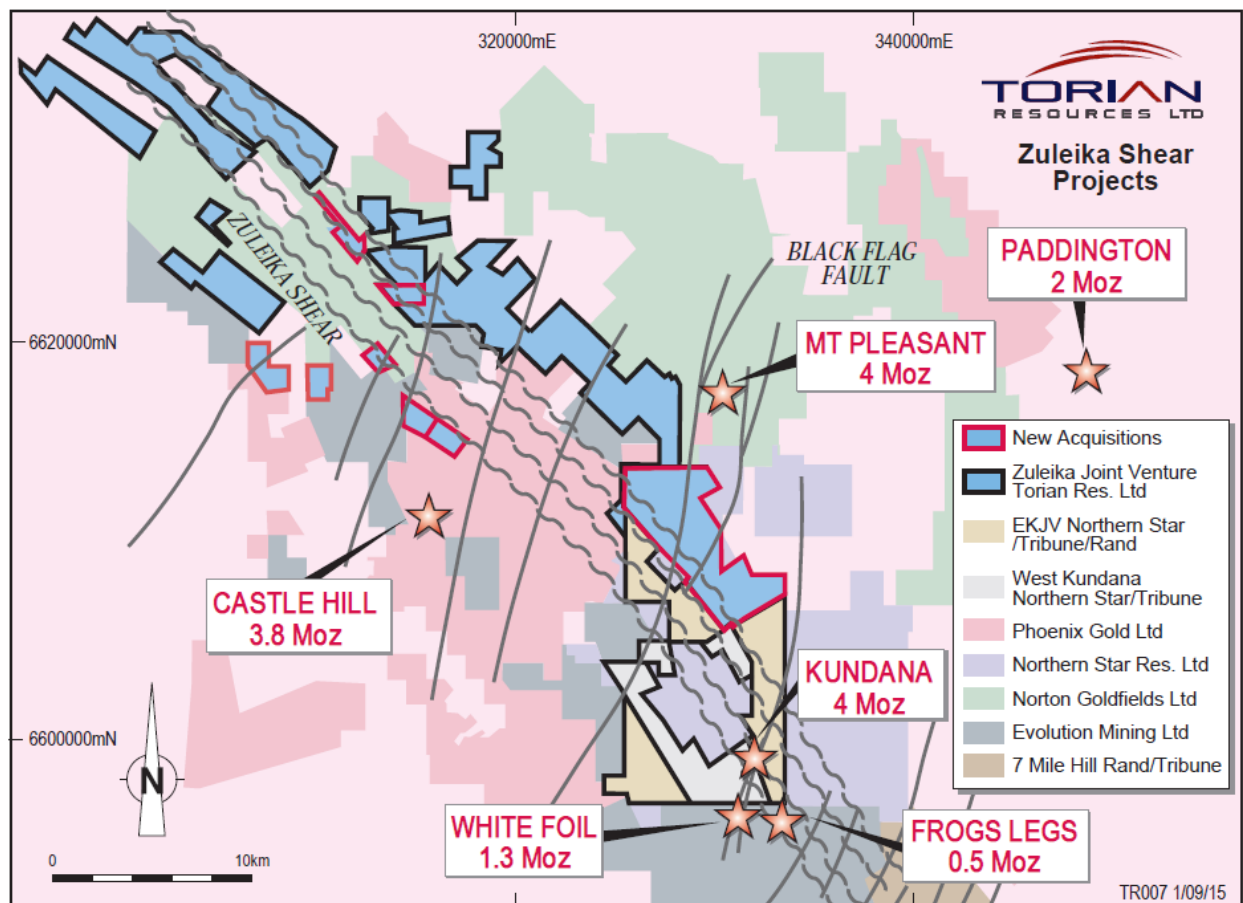 320000mE
340000mE
TORIAN
RESOURCES LTD
Zuleika Shear
Projects
ZULEIKA SHEAR
BLACK FLAG
FAULT
PADDINGTON
2 Moz
6620000mN
MT PLEASANT
4 Moz
New Acquisitions
Zuleika Joint Venture
Torian Res. Ltd
EKJV Northern Star
/Tribune/Rand
West Kundana
Northern Star/Tribune
Phoenix Gold Ltd
Northern Star Res. Ltd
Norton Goldfields Ltd
Evolution Mining Ltd
7 Mile Hill Rand/Tribune
CASTLE HILL
3.8 Moz
KUNDANA
4 Moz
6600000mN
N
WHITE FOIL
1.3 Moz
FROGS LEGS
0.5 Moz
0 10km
TR007 1/09/15